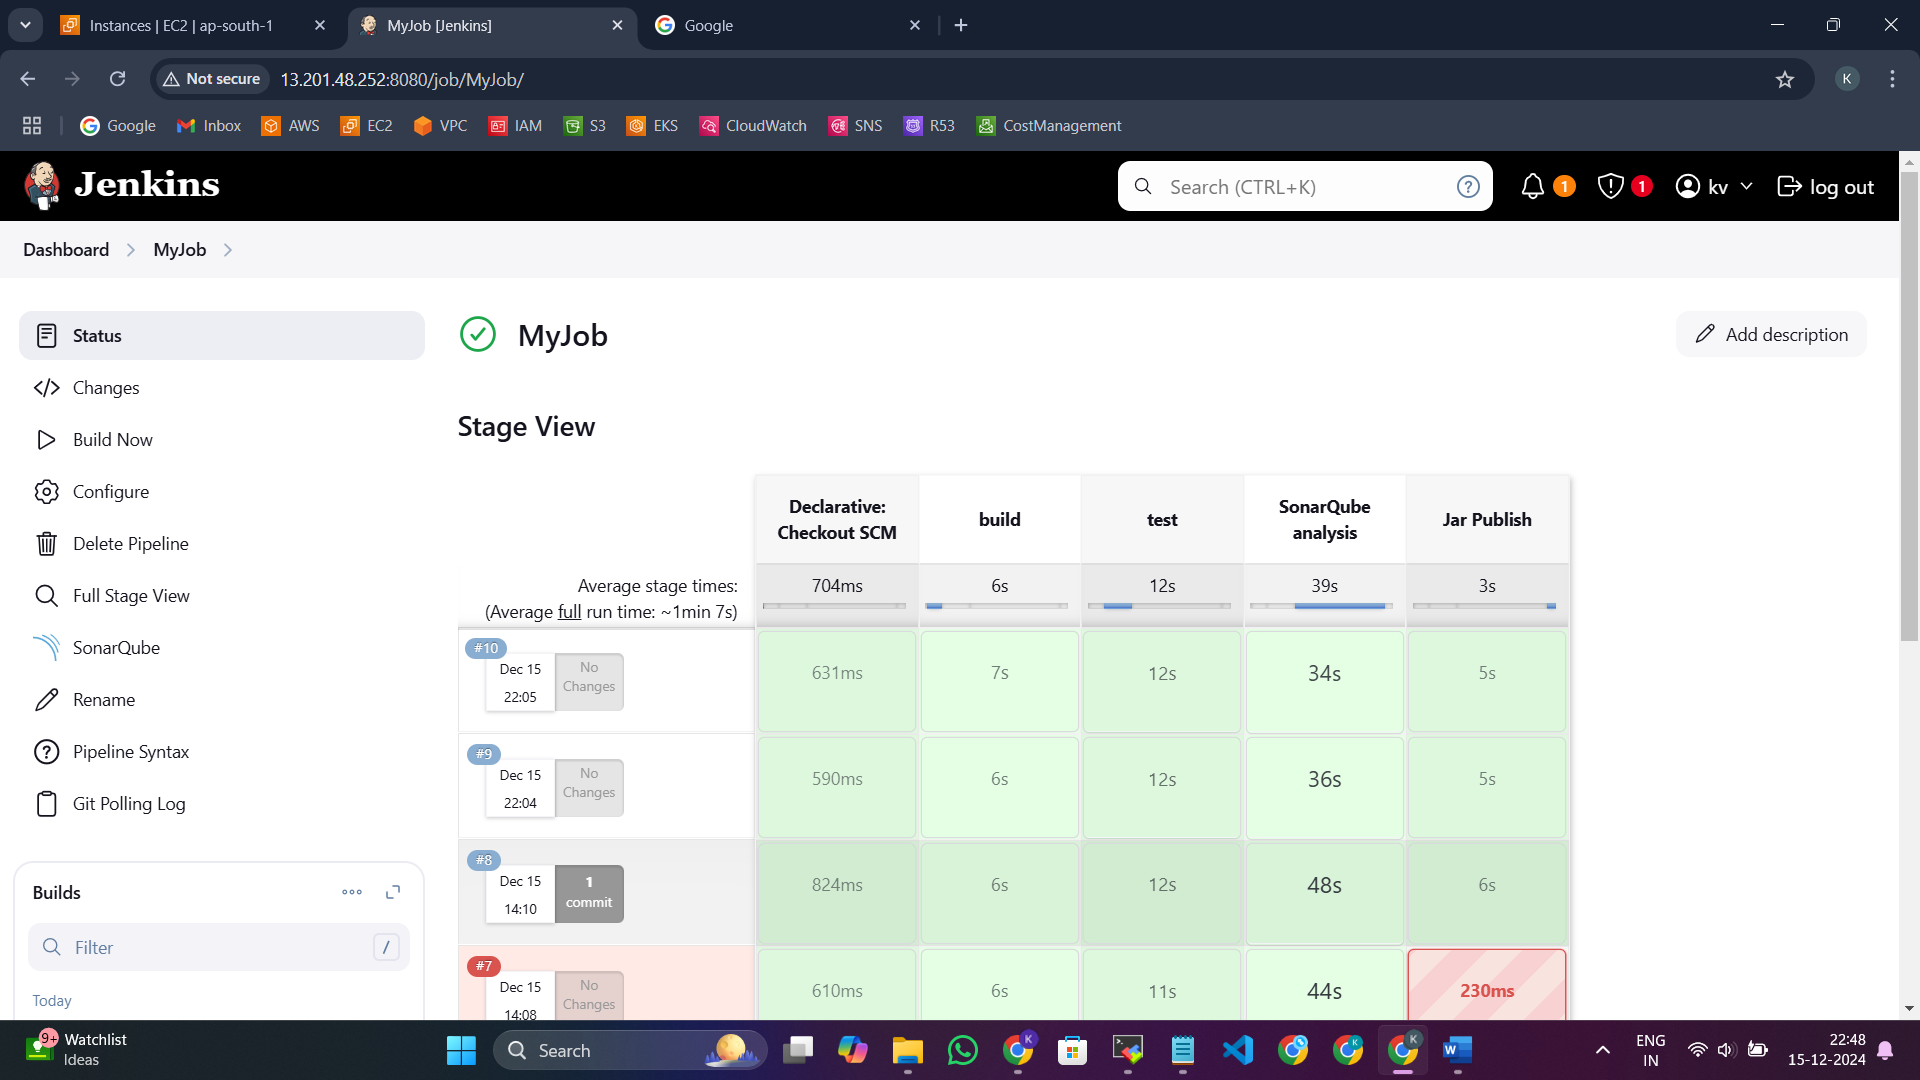 Instances | EC2 | ap-south-1
MyJob [Jenkins]
Google
Not secure
13.201.48.252:8080/job/MyJob/
K
Google
Inbox
AWS
EC2
VPC
IAM
S3
EKS
CloudWatch
SNS
R53
CostManagement
Jenkins
Search (CTRL+K)
?
1
1
kv
log out
Dashboard
MyJob
Status
Changes
Build Now
Configure
Delete Pipeline
Full Stage View
SonarQube
Rename
Pipeline Syntax
Git Polling Log
Builds
Filter
/
Today
MyJob
Add description
Stage View
Declarative:
Checkout SCM
build
test
SonarQube
analysis
Jar Publish
Average stage times:
(Average full run time: ~1min 7s)
704ms
6s
12s
39s
3s
#10
Dec 15
22:05
No
Changes
631ms
7s
12s
34s
5s
#9
Dec 15
22:04
No
Changes
590ms
6s
12s
36s
5s
#8
Dec 15
14:10
1
commit
824ms
6s
12s
48s
6s
#7
Dec 15
14:08
No
Changes
610ms
6s
11s
44s
230ms
9+
Watchlist
Ideas
Search
K
K
K
W
ENG
IN
22:48
15-12-2024